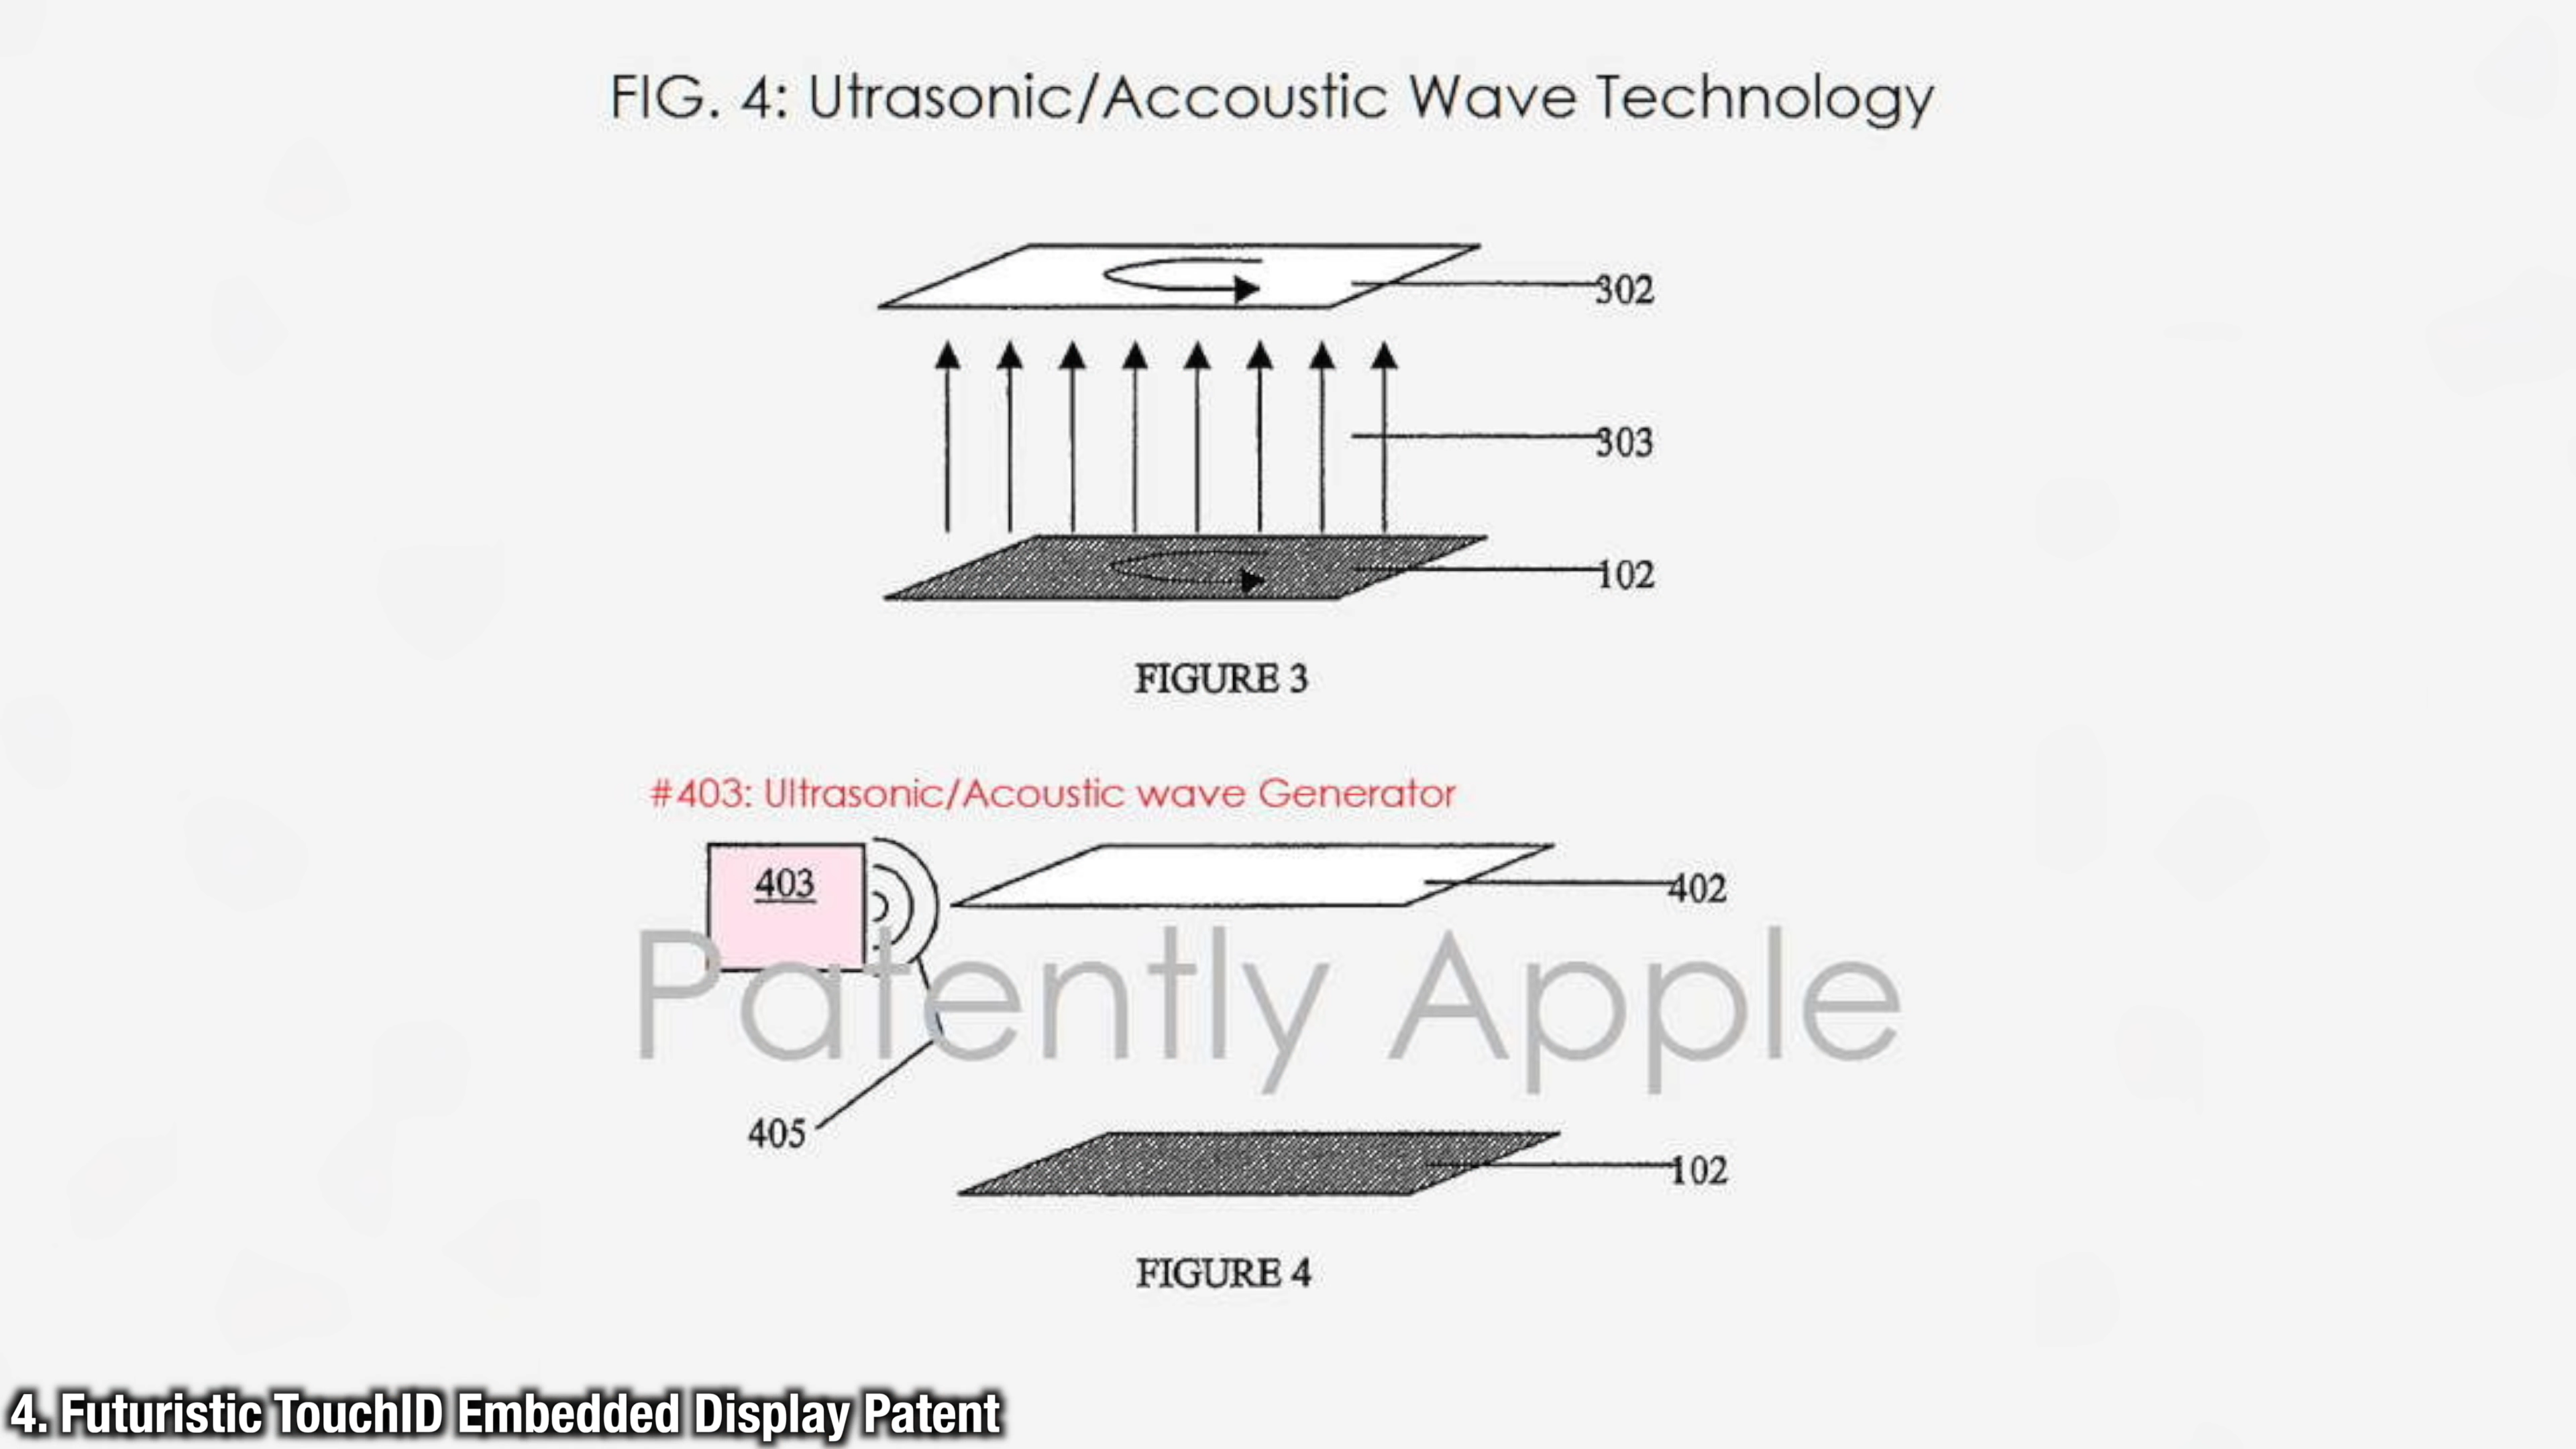 FIG. 4: Utrasonic/Accoustic Wave Technology
302
303
102
FIGURE 3
#403: Ultrasonic/Acoustic wave Generator
403
402
Patently Apple
405
102
FIGURE 4
4. Futuristic TouchID Embedded Display Patent